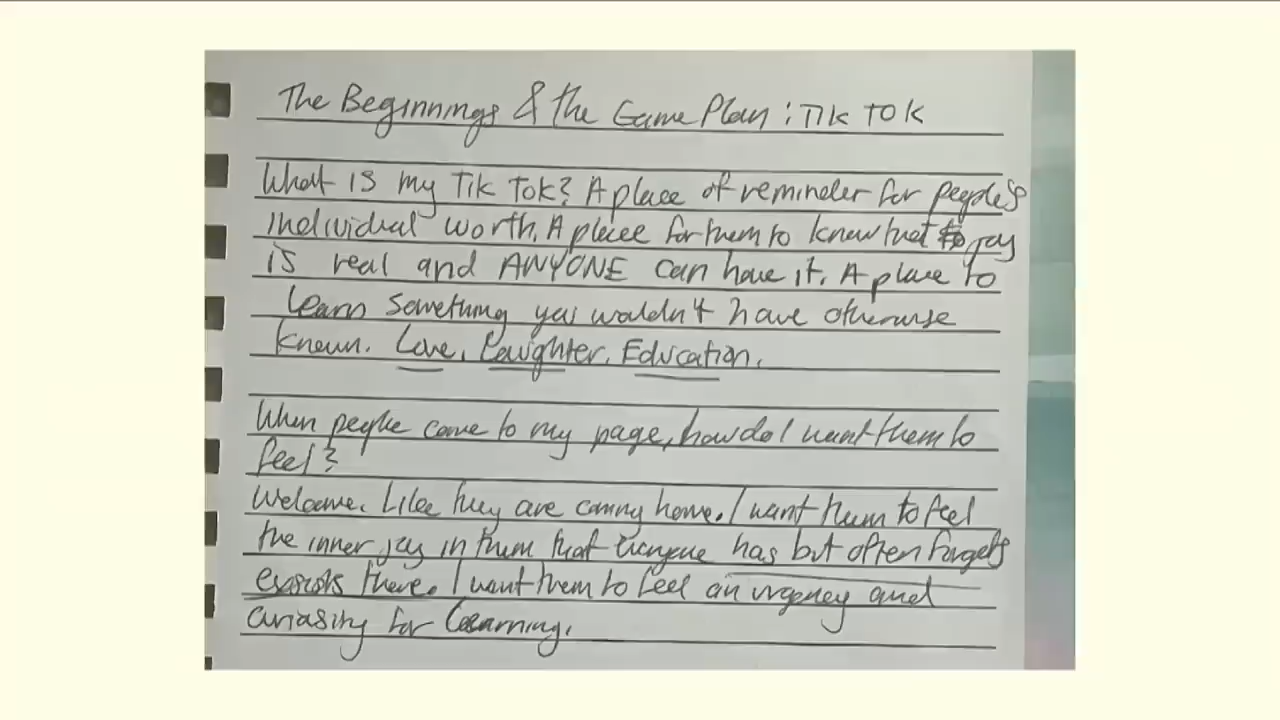 The Beginnings & the Game Plan: Tik Tok
What is my Tik Tok? A place of reminder for people's
individual worth. A place for them to know that joy
is real and ANYONE can have it. A place to
learn something you wouldn't have otherwise
known. Love, Laughter, Education.
When people come to my page, how do I want them to
feel?
Welcome. Like they are coming home. I want them to feel
the inner joy in them that everyone has but often forgets
exists there. I want them to feel an urgency and
curiosity for learning.